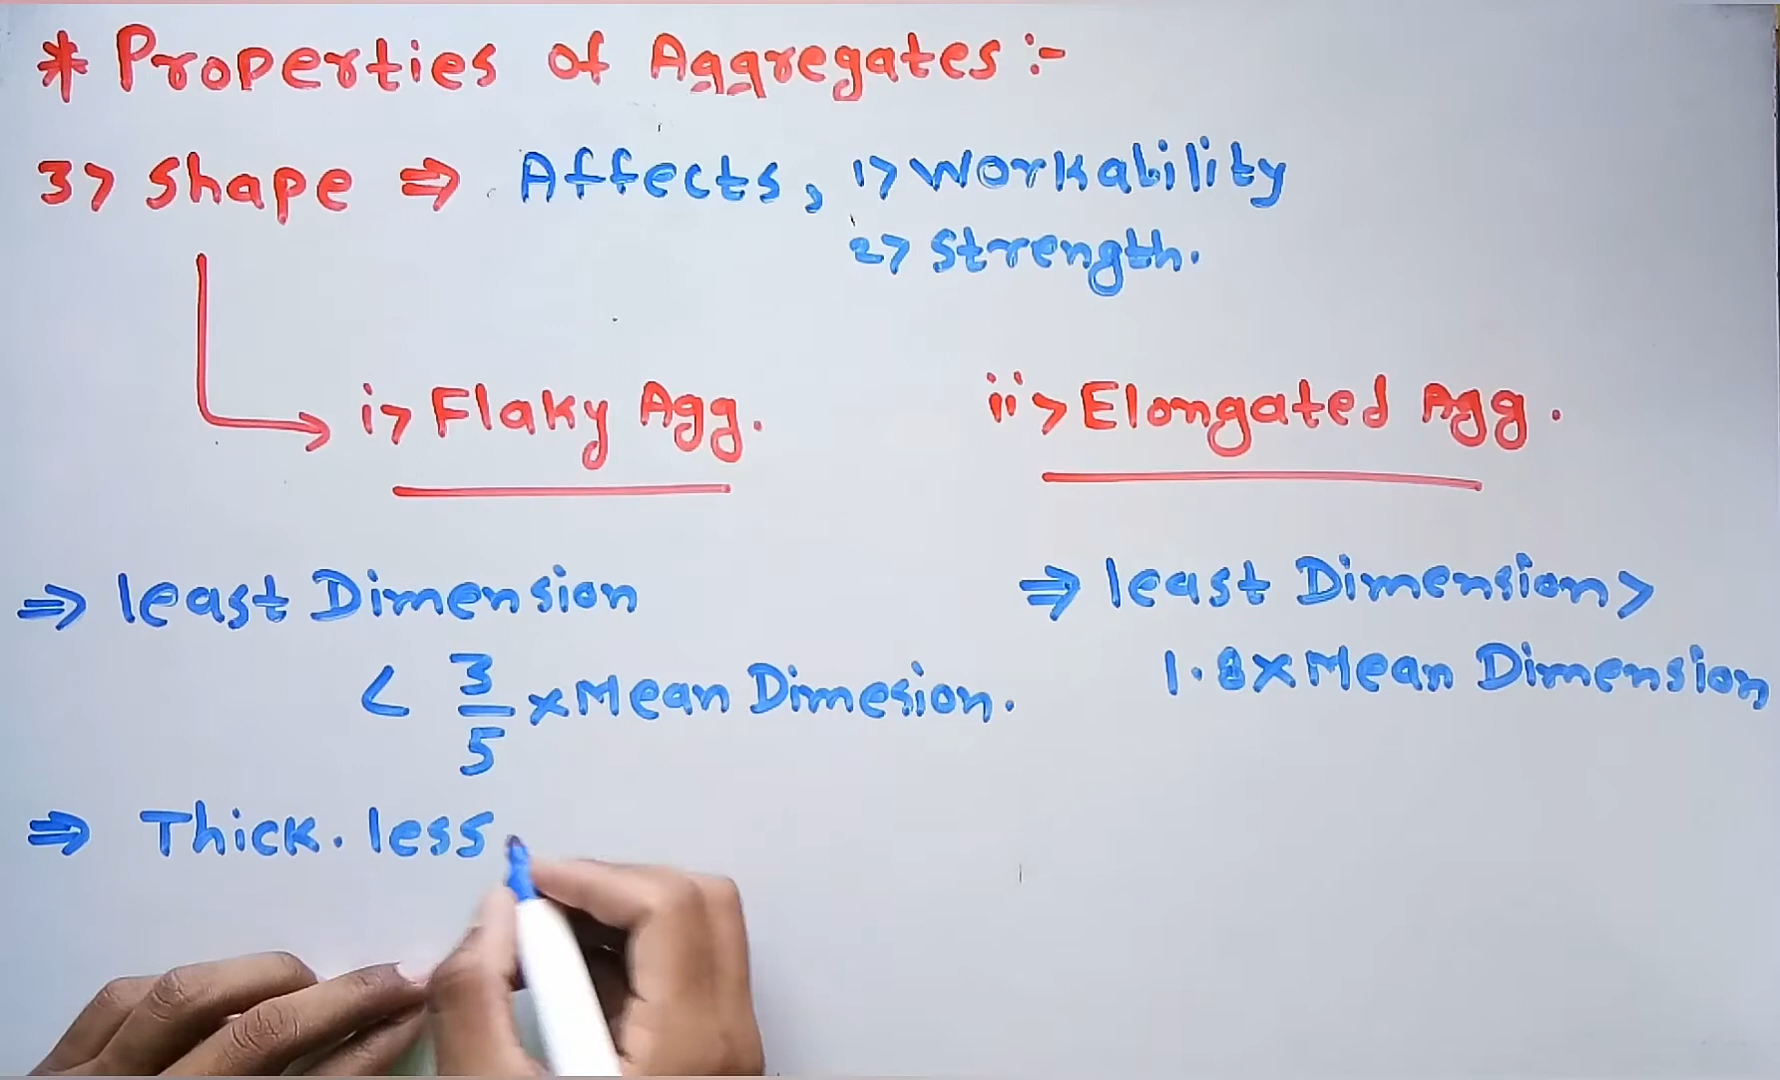 * Properties of Aggregates :-
3> Shape ⇒ Affects, 1> Workability
2> Strength.
i> Flaky Agg.
⇒ least Dimension
< 3/5 x Mean Dimesion.
⇒ Thick. less
ii> Elongated Agg.
⇒ least Dimension >
1.8 x Mean Dimension